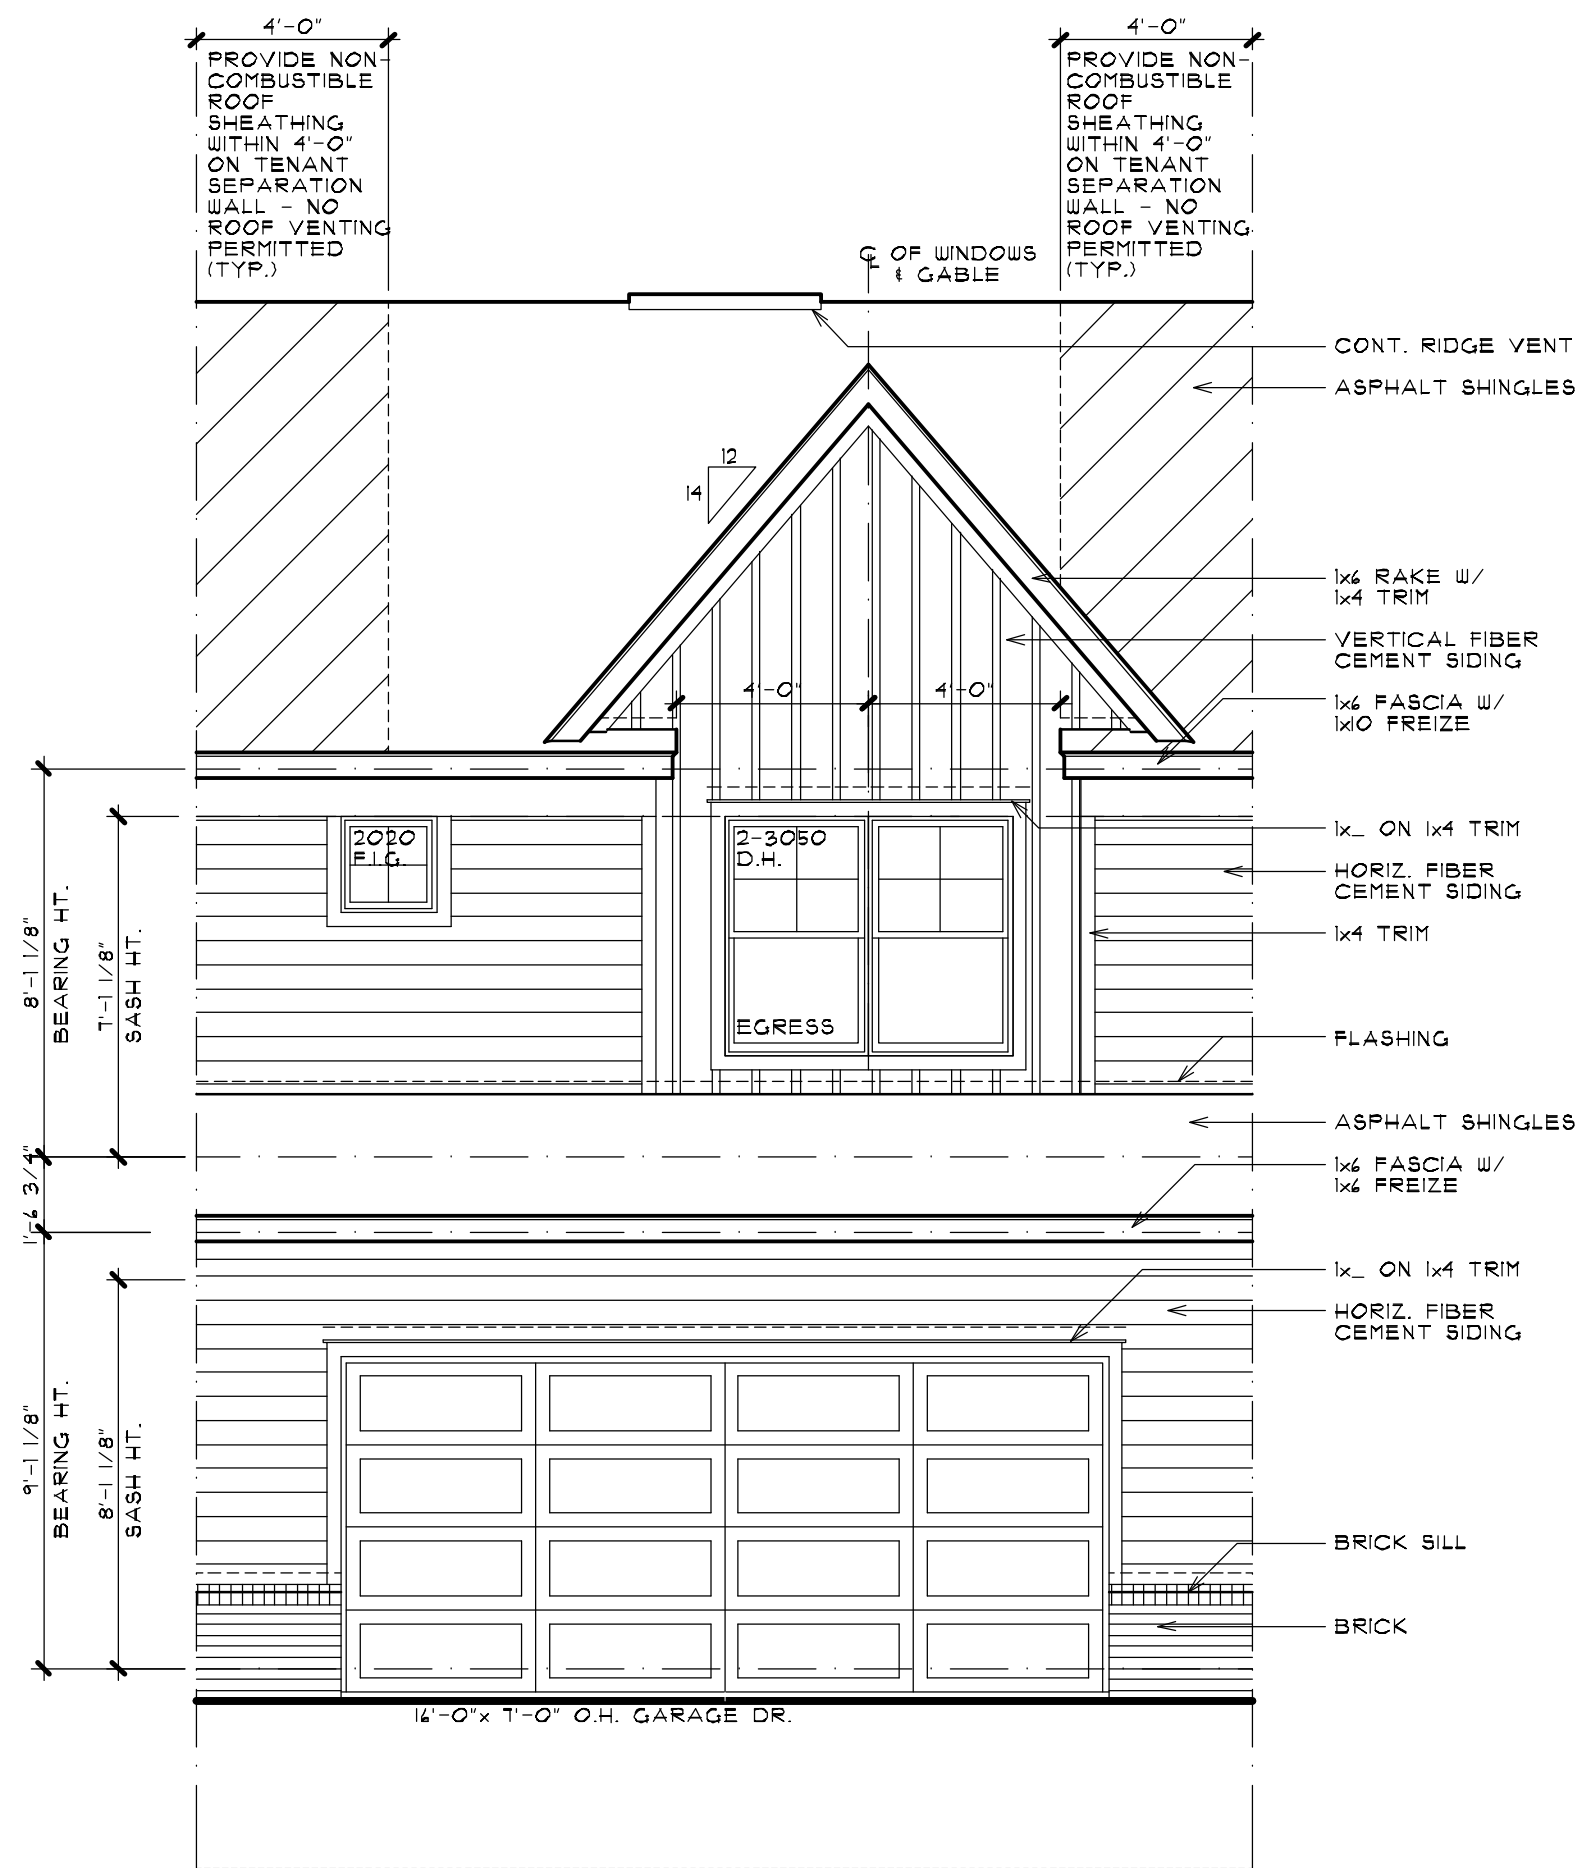 4'-0"
PROVIDE NON-
COMBUSTIBLE
ROOF
SHEATHING
WITHIN 4'-0"
ON TENANT
SEPARATION
WALL - NO
ROOF VENTING
PERMITTED
(TYP.)
4'-0"
PROVIDE NON-
COMBUSTIBLE
ROOF
SHEATHING
WITHIN 4'-0"
ON TENANT
SEPARATION
WALL - NO
ROOF VENTING
PERMITTED
(TYP.)
℄ OF WINDOWS
& GABLE
CONT. RIDGE VENT
ASPHALT SHINGLES
12
14
1x6 RAKE W/
1x4 TRIM
VERTICAL FIBER
CEMENT SIDING
4'-0"
4'-0"
1x6 FASCIA W/
1x10 FREIZE
2020
F.I.G.
2-3050
D.H.
EGRESS
1x_ ON 1x4 TRIM
HORIZ. FIBER
CEMENT SIDING
1x4 TRIM
8'-1 1/8"
BEARING HT.
7'-1 1/8"
SASH HT.
FLASHING
ASPHALT SHINGLES
1'-6 3/4"
1x6 FASCIA W/
1x6 FREIZE
1x_ ON 1x4 TRIM
HORIZ. FIBER
CEMENT SIDING
9'-1 1/8"
BEARING HT.
8'-1 1/8"
SASH HT.
BRICK SILL
BRICK
16'-0"x 7'-0" O.H. GARAGE DR.